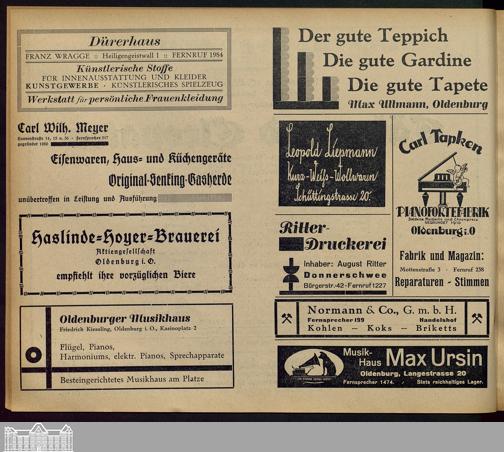 Dürerhaus
FRANZ WRAGGE :: Heiligengeistwall 1 :: FERNRUF 1984
Künstlerische Stoffe
FÜR INNENAUSSTATTUNG UND KLEIDER
KUNSTGEWERBE · KÜNSTLERISCHES SPIELZEUG
Werkstatt für persönliche Frauenkleidung
Carl Wilh. Meyer
Eisenwaren, Haus- und Küchengeräte
Original-Senking-Gasherde
unübertroffen in Leistung und Ausführung
Haslinde-Hoyer-Brauerei
Aktiengesellschaft
Oldenburg i. O.
empfiehlt ihre vorzüglichen Biere
Oldenburger Musikhaus
Friedrich Kiessling, Oldenburg i. O., Kasinoplatz 2
Flügel, Pianos,
Harmoniums, elektr. Pianos, Sprechapparate
Besteingerichtetes Musikhaus am Platze
Der gute Teppich
Die gute Gardine
Die gute Tapete
Max Ullmann, Oldenburg
Leopold Liepmann
Kurz-Weiß-Wollwaren
Schüttingstrasse 20.
Carl Tapken
PIANOFORTEFABRIK
Oldenburg i. O
Fabrik und Magazin:
Mottenstraße 3 · Fernruf 238
Reparaturen - Stimmen
Ritter-
Druckerei
Inhaber: August Ritter
Donnerschwee
Bürgerstr. 42 - Fernruf 1227
Normann & Co., G. m. b. H.
Fernsprecher 199 Handelshof
Kohlen — Koks — Briketts
Musik-
Haus Max Ursin
Oldenburg, Langestrasse 20
Fernsprecher 1474. Stets reichhaltiges Lager.